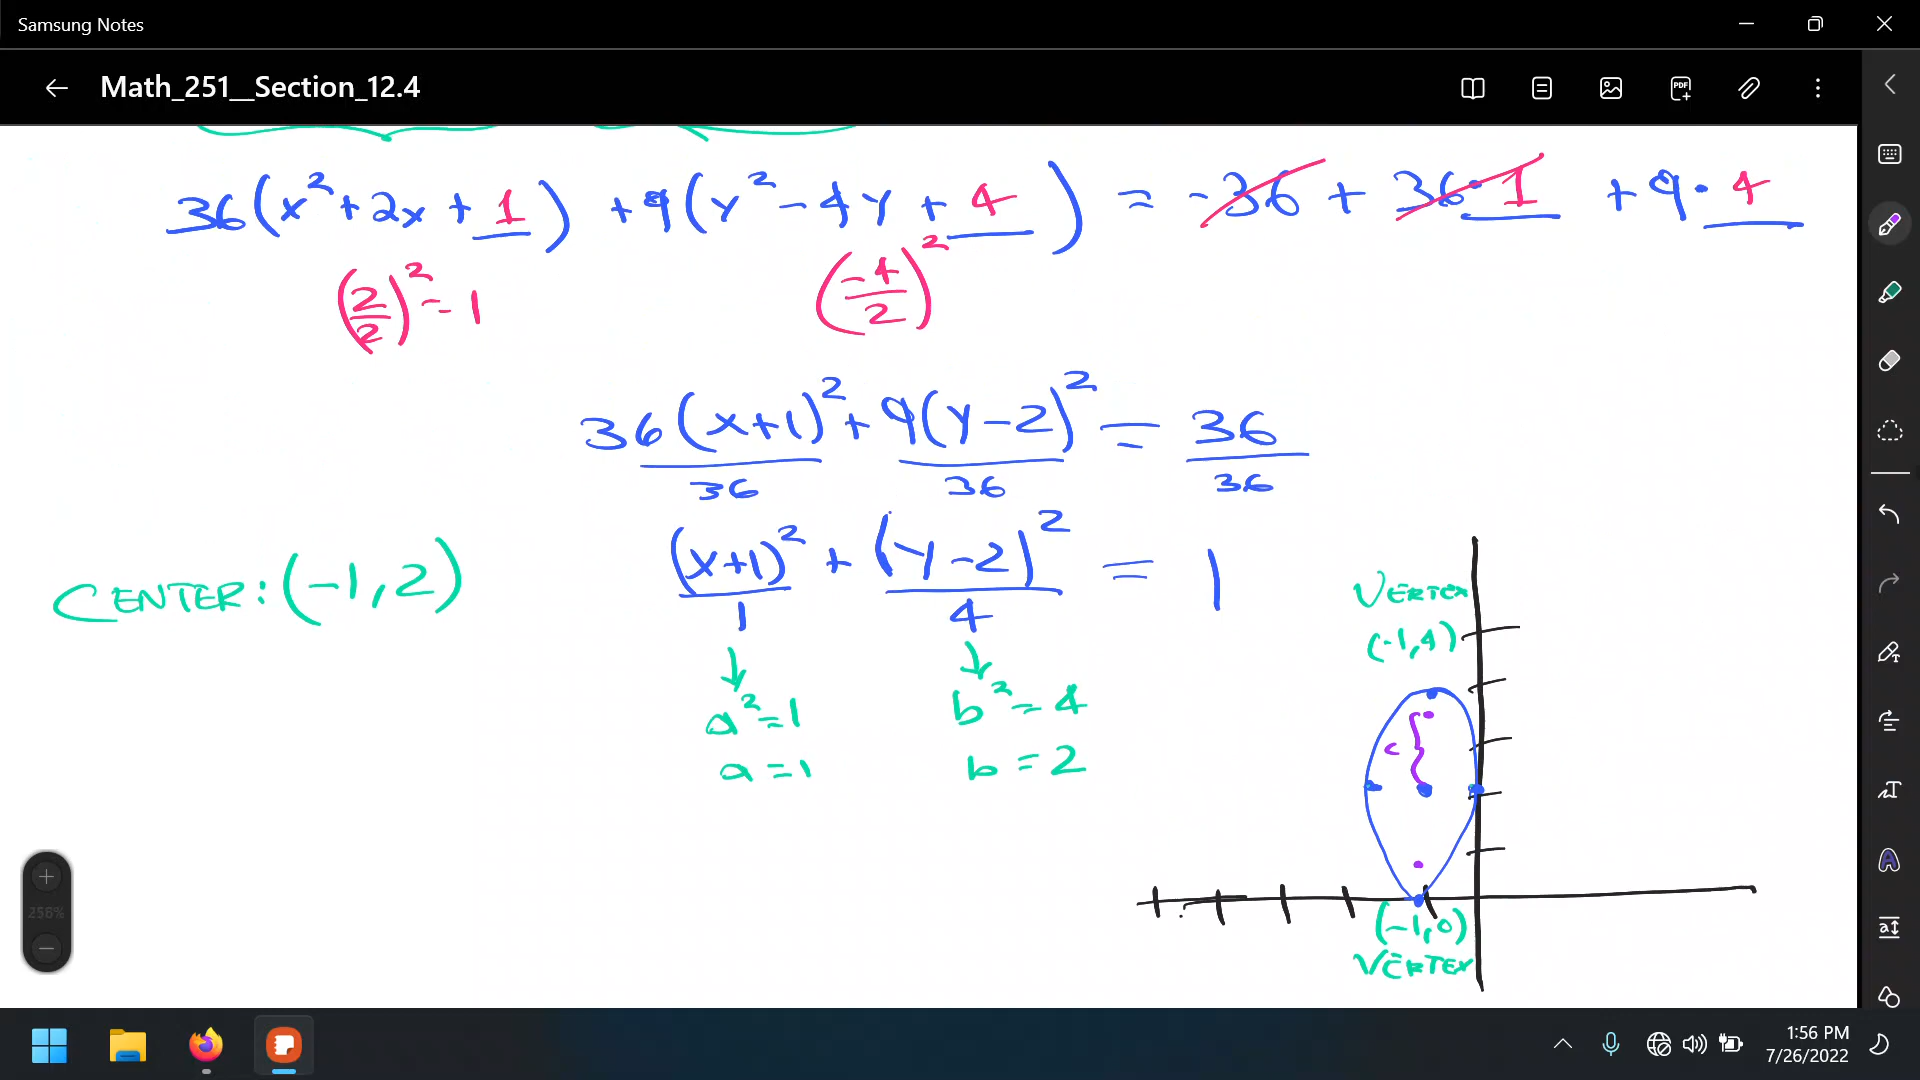 Samsung Notes
Math_251__Section_12.4
36(x²+2x+1) +9(y²-4y+4) = -36 + 36·1 +9·4
(2/2)²=1 (-4/2)²
36(x+1)²/36 + 9(y-2)²/36 = 36/36
CENTER: (-1,2) (x+1)²/1 + (y-2)²/4 = 1
a²=1 b²=4
a=1 b=2
VERTEX
(-1,4)
c
(-1,0)
VERTEX
256%
1:56 PM
7/26/2022